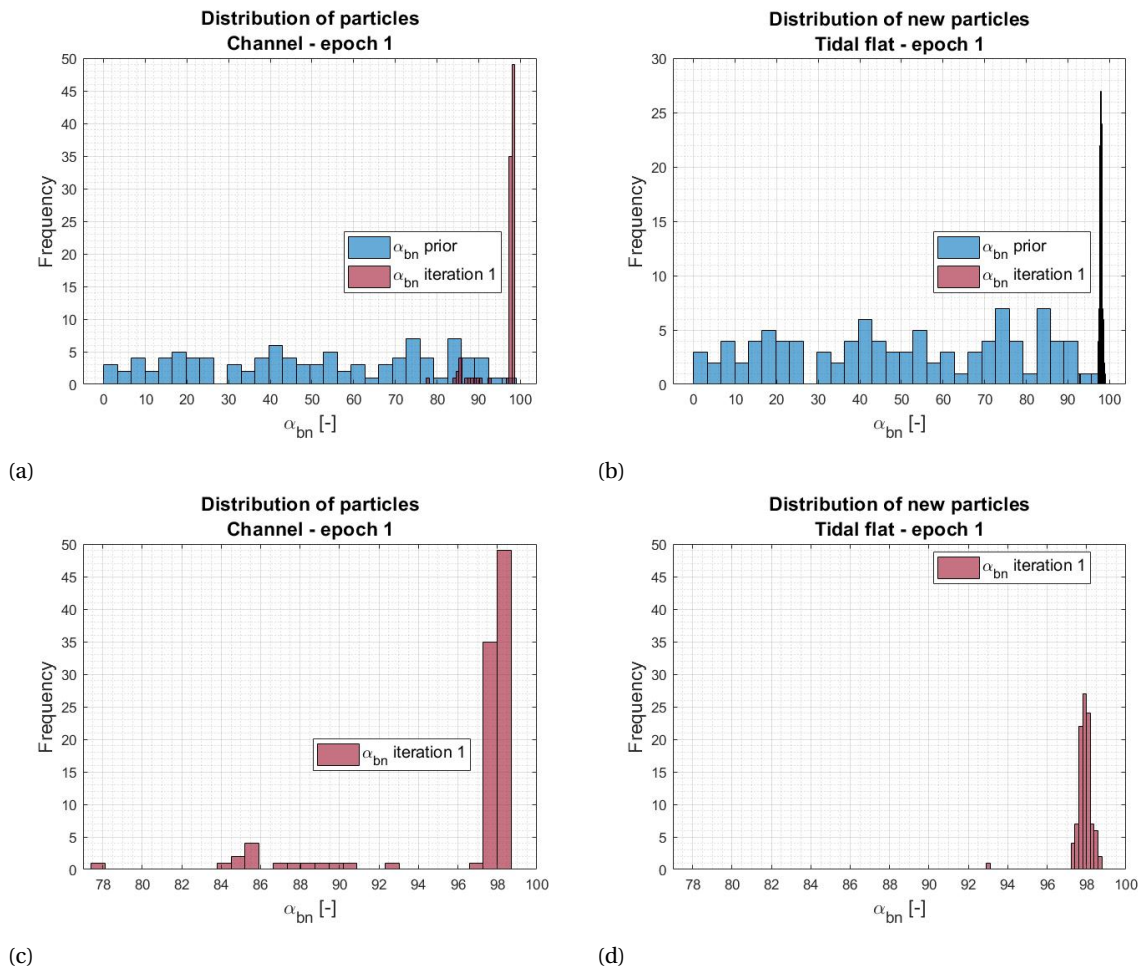 Distribution of particles
Channel - epoch 1
50
45
40
35
30
25
20
15
10
5
0
Frequency
α_bn prior
α_bn iteration 1
0 10 20 30 40 50 60 70 80 90 100
α_bn [-]
(a)
Distribution of new particles
Tidal flat - epoch 1
30
25
20
15
10
5
0
Frequency
α_bn prior
α_bn iteration 1
0 10 20 30 40 50 60 70 80 90 100
α_bn [-]
(b)
Distribution of particles
Channel - epoch 1
50
45
40
35
30
25
20
15
10
5
0
Frequency
α_bn iteration 1
78 80 82 84 86 88 90 92 94 96 98 100
α_bn [-]
(c)
Distribution of new particles
Tidal flat - epoch 1
50
45
40
35
30
25
20
15
10
5
0
Frequency
α_bn iteration 1
78 80 82 84 86 88 90 92 94 96 98 100
α_bn [-]
(d)